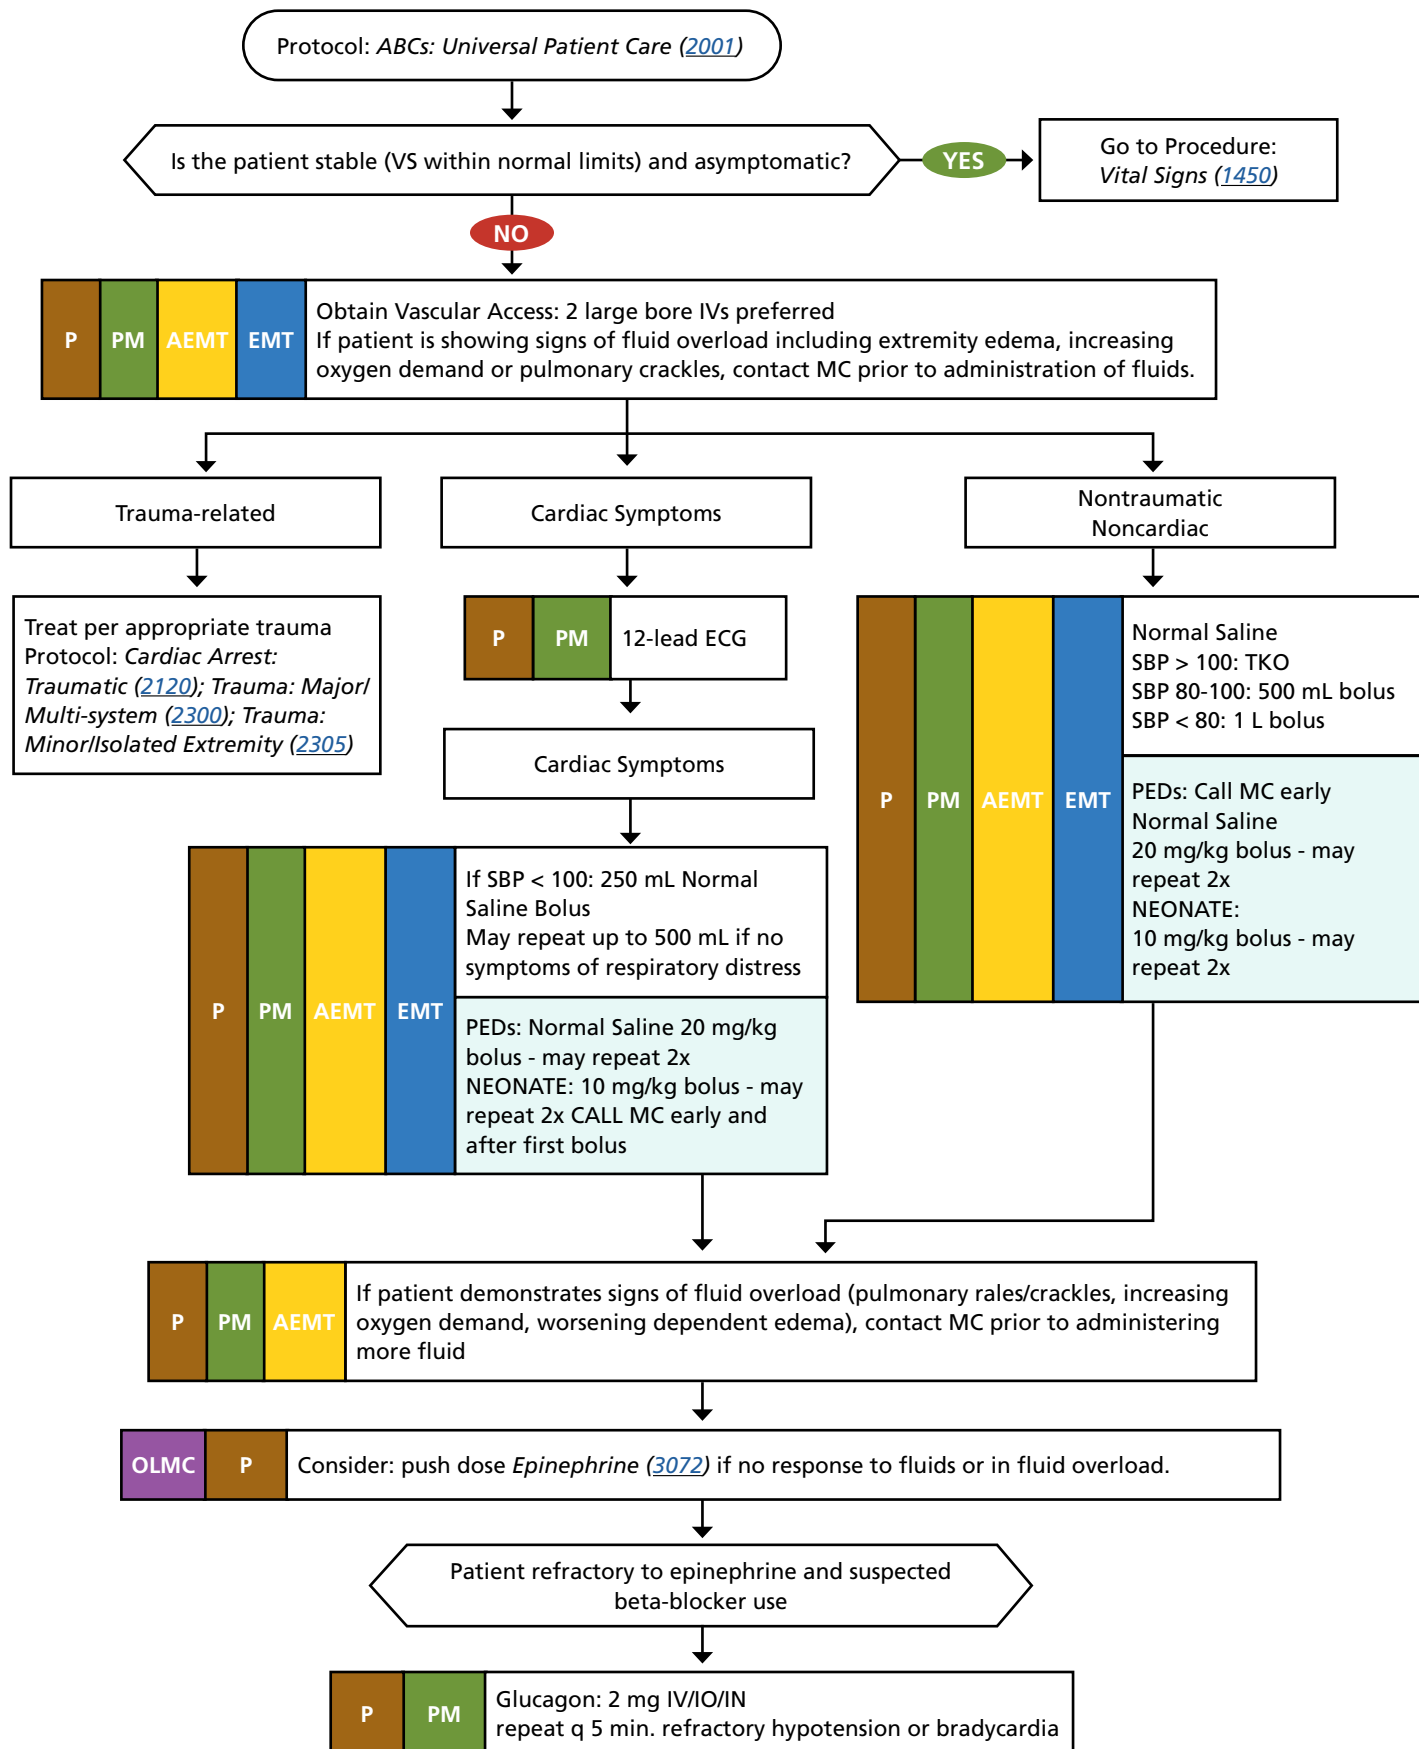 Protocol: ABCs: Universal Patient Care (2001)
Is the patient stable (VS within normal limits) and asymptomatic?
YES
Go to Procedure:
Vital Signs (1450)
NO
P
PM
AEMT
EMT
Obtain Vascular Access: 2 large bore IVs preferred
If patient is showing signs of fluid overload including extremity edema, increasing
oxygen demand or pulmonary crackles, contact MC prior to administration of fluids.
Trauma-related
Treat per appropriate trauma
Protocol: Cardiac Arrest:
Traumatic (2120); Trauma: Major/
Multi-system (2300); Trauma:
Minor/Isolated Extremity (2305)
Cardiac Symptoms
P
PM
12-lead ECG
Cardiac Symptoms
P
PM
AEMT
EMT
If SBP < 100: 250 mL Normal
Saline Bolus
May repeat up to 500 mL if no
symptoms of respiratory distress
PEDs: Normal Saline 20 mg/kg
bolus - may repeat 2x
NEONATE: 10 mg/kg bolus - may
repeat 2x CALL MC early and
after first bolus
Nontraumatic
Noncardiac
P
PM
AEMT
EMT
Normal Saline
SBP > 100: TKO
SBP 80-100: 500 mL bolus
SBP < 80: 1 L bolus
PEDs: Call MC early
Normal Saline
20 mg/kg bolus - may
repeat 2x
NEONATE:
10 mg/kg bolus - may
repeat 2x
P
PM
AEMT
If patient demonstrates signs of fluid overload (pulmonary rales/crackles, increasing
oxygen demand, worsening dependent edema), contact MC prior to administering
more fluid
OLMC
P
Consider: push dose Epinephrine (3072) if no response to fluids or in fluid overload.
Patient refractory to epinephrine and suspected
beta-blocker use
P
PM
Glucagon: 2 mg IV/IO/IN
repeat q 5 min. refractory hypotension or bradycardia